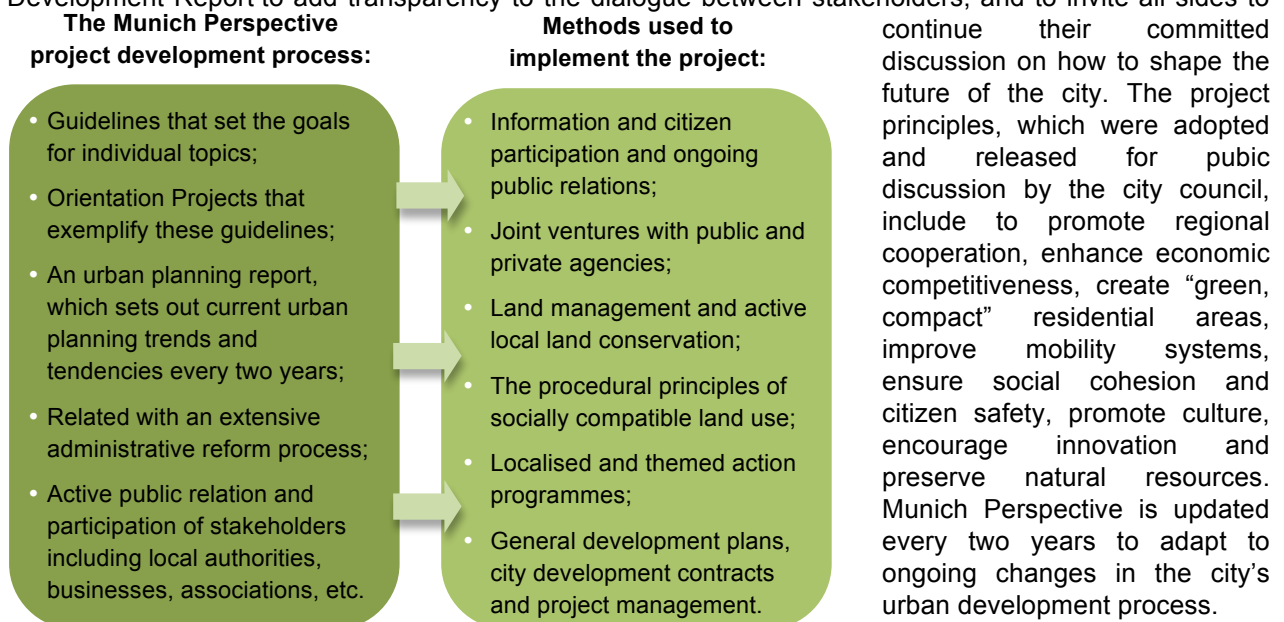 Development Report to add transparency to the dialogue between stakeholders, and to invite all sides to
The Munich Perspective
project development process:
• Guidelines that set the goals
for individual topics;
• Orientation Projects that
exemplify these guidelines;
• An urban planning report,
which sets out current urban
planning trends and
tendencies every two years;
• Related with an extensive
administrative reform process;
• Active public relation and
participation of stakeholders
including local authorities,
businesses, associations, etc.
Methods used to
implement the project:
• Information and citizen
participation and ongoing
public relations;
• Joint ventures with public and
private agencies;
• Land management and active
local land conservation;
• The procedural principles of
socially compatible land use;
• Localised and themed action
programmes;
• General development plans,
city development contracts
and project management.
continue their committed
discussion on how to shape the
future of the city. The project
principles, which were adopted
and released for pubic
discussion by the city council,
include to promote regional
cooperation, enhance economic
competitiveness, create “green,
compact” residential areas,
improve mobility systems,
ensure social cohesion and
citizen safety, promote culture,
encourage innovation and
preserve natural resources.
Munich Perspective is updated
every two years to adapt to
ongoing changes in the city’s
urban development process.